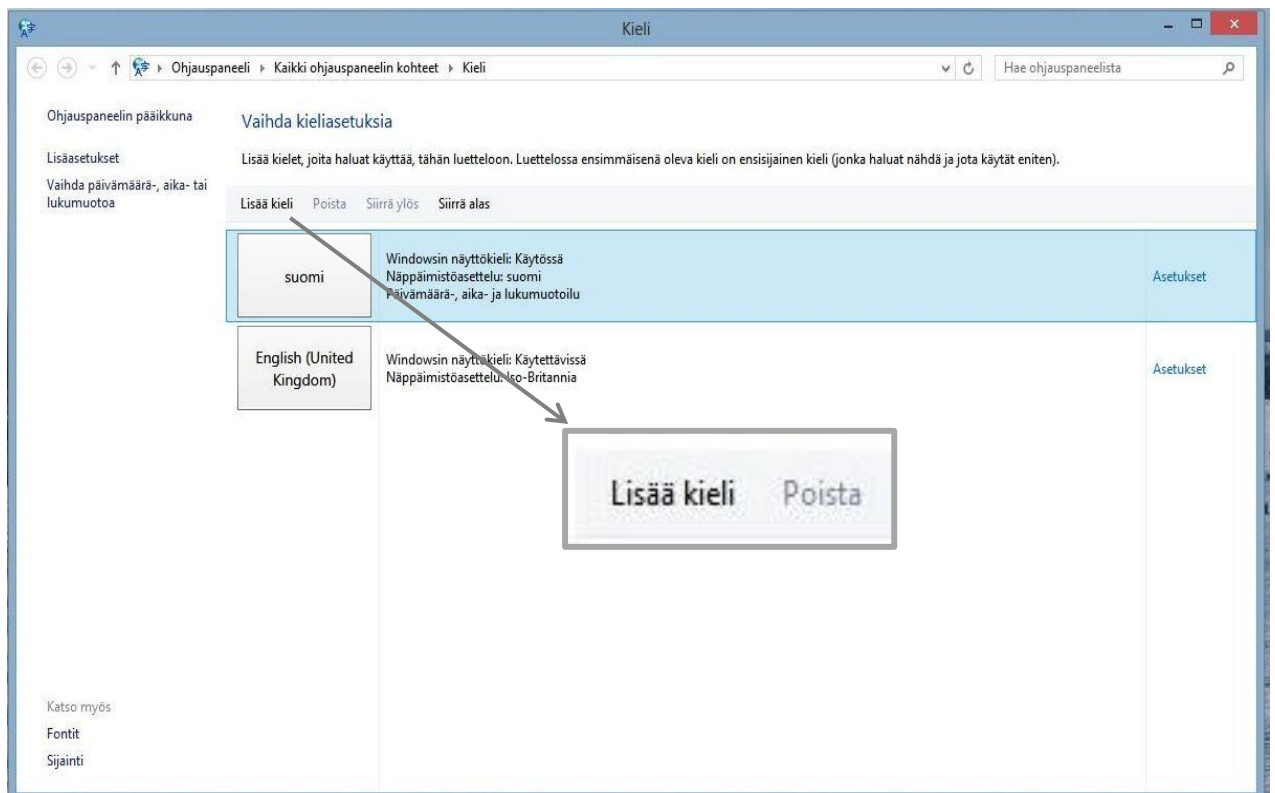 Kieli
Ohjauspaneeli Kaikki ohjauspaneelin kohteet Kieli
Hae ohjauspaneelista
Ohjauspaneelin pääikkuna
Lisäasetukset
Vaihda päivämäärä-, aika- tai
lukumuotoa
Vaihda kieliasetuksia
Lisää kielet, joita haluat käyttää, tähän luetteloon. Luettelossa ensimmäisenä oleva kieli on ensisijainen kieli (jonka haluat nähdä ja jota käytät eniten).
Lisää kieli Poista Siirrä ylös Siirrä alas
suomi
Windowsin näyttökieli: Käytössä
Näppäimistöasettelu: suomi
Päivämäärä-, aika- ja lukumuotoilu
Asetukset
English (United
Kingdom)
Windowsin näyttökieli: Käytettävissä
Näppäimistöasettelu: Iso-Britannia
Asetukset
Lisää kieli Poista
Katso myös
Fontit
Sijainti